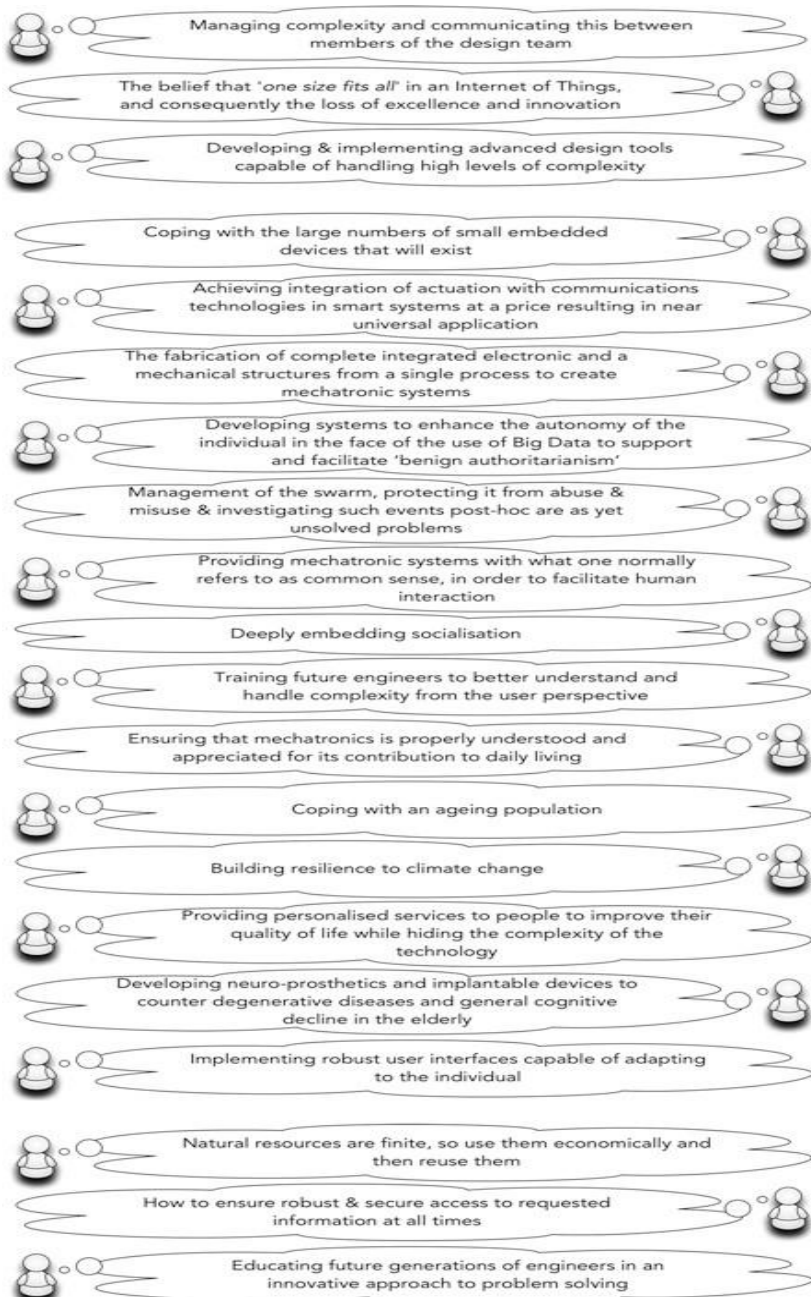 Managing complexity and communicating this between
members of the design team
The belief that 'one size fits all' in an Internet of Things,
and consequently the loss of excellence and innovation
Developing & implementing advanced design tools
capable of handling high levels of complexity
Coping with the large numbers of small embedded
devices that will exist
Achieving integration of actuation with communications
technologies in smart systems at a price resulting in near
universal application
The fabrication of complete integrated electronic and a
mechanical structures from a single process to create
mechatronic systems
Developing systems to enhance the autonomy of the
individual in the face of the use of Big Data to support
and facilitate 'benign authoritarianism'
Management of the swarm, protecting it from abuse &
misuse & investigating such events post-hoc are as yet
unsolved problems
Providing mechatronic systems with what one normally
refers to as common sense, in order to facilitate human
interaction
Deeply embedding socialisation
Training future engineers to better understand and
handle complexity from the user perspective
Ensuring that mechatronics is properly understood and
appreciated for its contribution to daily living
Coping with an ageing population
Building resilience to climate change
Providing personalised services to people to improve their
quality of life while hiding the complexity of the
technology
Developing neuro-prosthetics and implantable devices to
counter degenerative diseases and general cognitive
decline in the elderly
Implementing robust user interfaces capable of adapting
to the individual
Natural resources are finite, so use them economically and
then reuse them
How to ensure robust & secure access to requested
information at all times
Educating future generations of engineers in an
innovative approach to problem solving